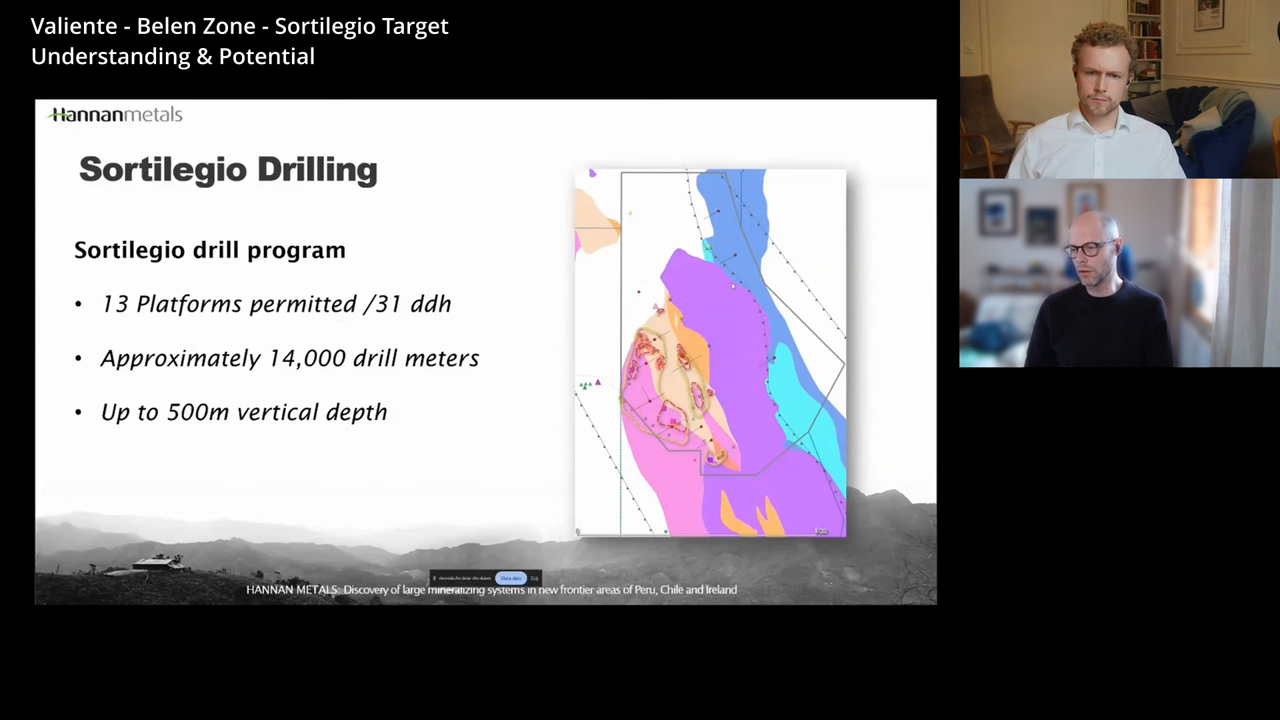 Valiente - Belen Zone - Sortilegio Target
Understanding & Potential
Hannanmetals
Sortilegio Drilling
Sortilegio drill program
• 13 Platforms permitted /31 ddh
• Approximately 14,000 drill meters
• Up to 500m vertical depth
HANNAN METALS: Discovery of large mineralizing systems in new frontier areas of Peru, Chile and Ireland